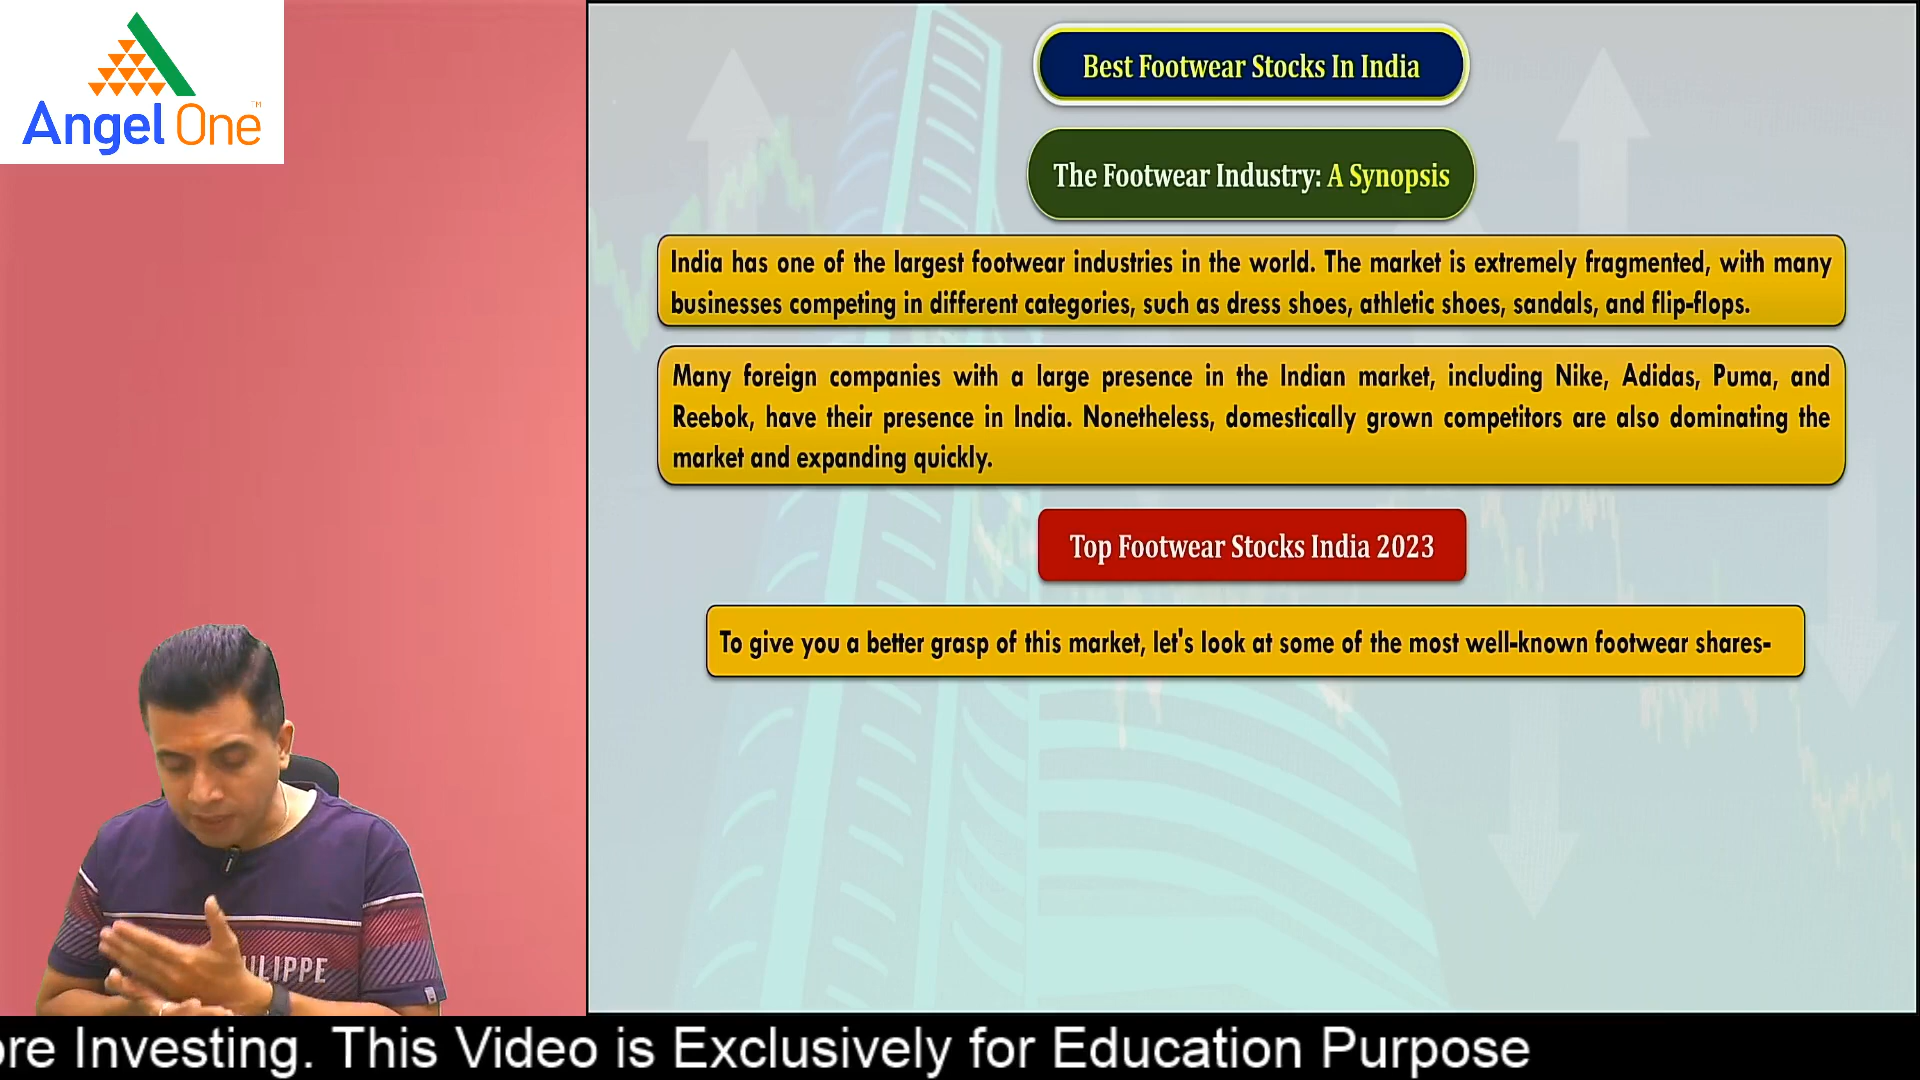 Angel One
TM
Best Footwear Stocks In India
The Footwear Industry: A Synopsis
India has one of the largest footwear industries in the world. The market is extremely fragmented, with many
businesses competing in different categories, such as dress shoes, athletic shoes, sandals, and flip-flops.
Many foreign companies with a large presence in the Indian market, including Nike, Adidas, Puma, and
Reebok, have their presence in India. Nonetheless, domestically grown competitors are also dominating the
market and expanding quickly.
Top Footwear Stocks India 2023
To give you a better grasp of this market, let's look at some of the most well-known footwear shares-
ILIPPE
ore Investing. This Video is Exclusively for Education Purpose